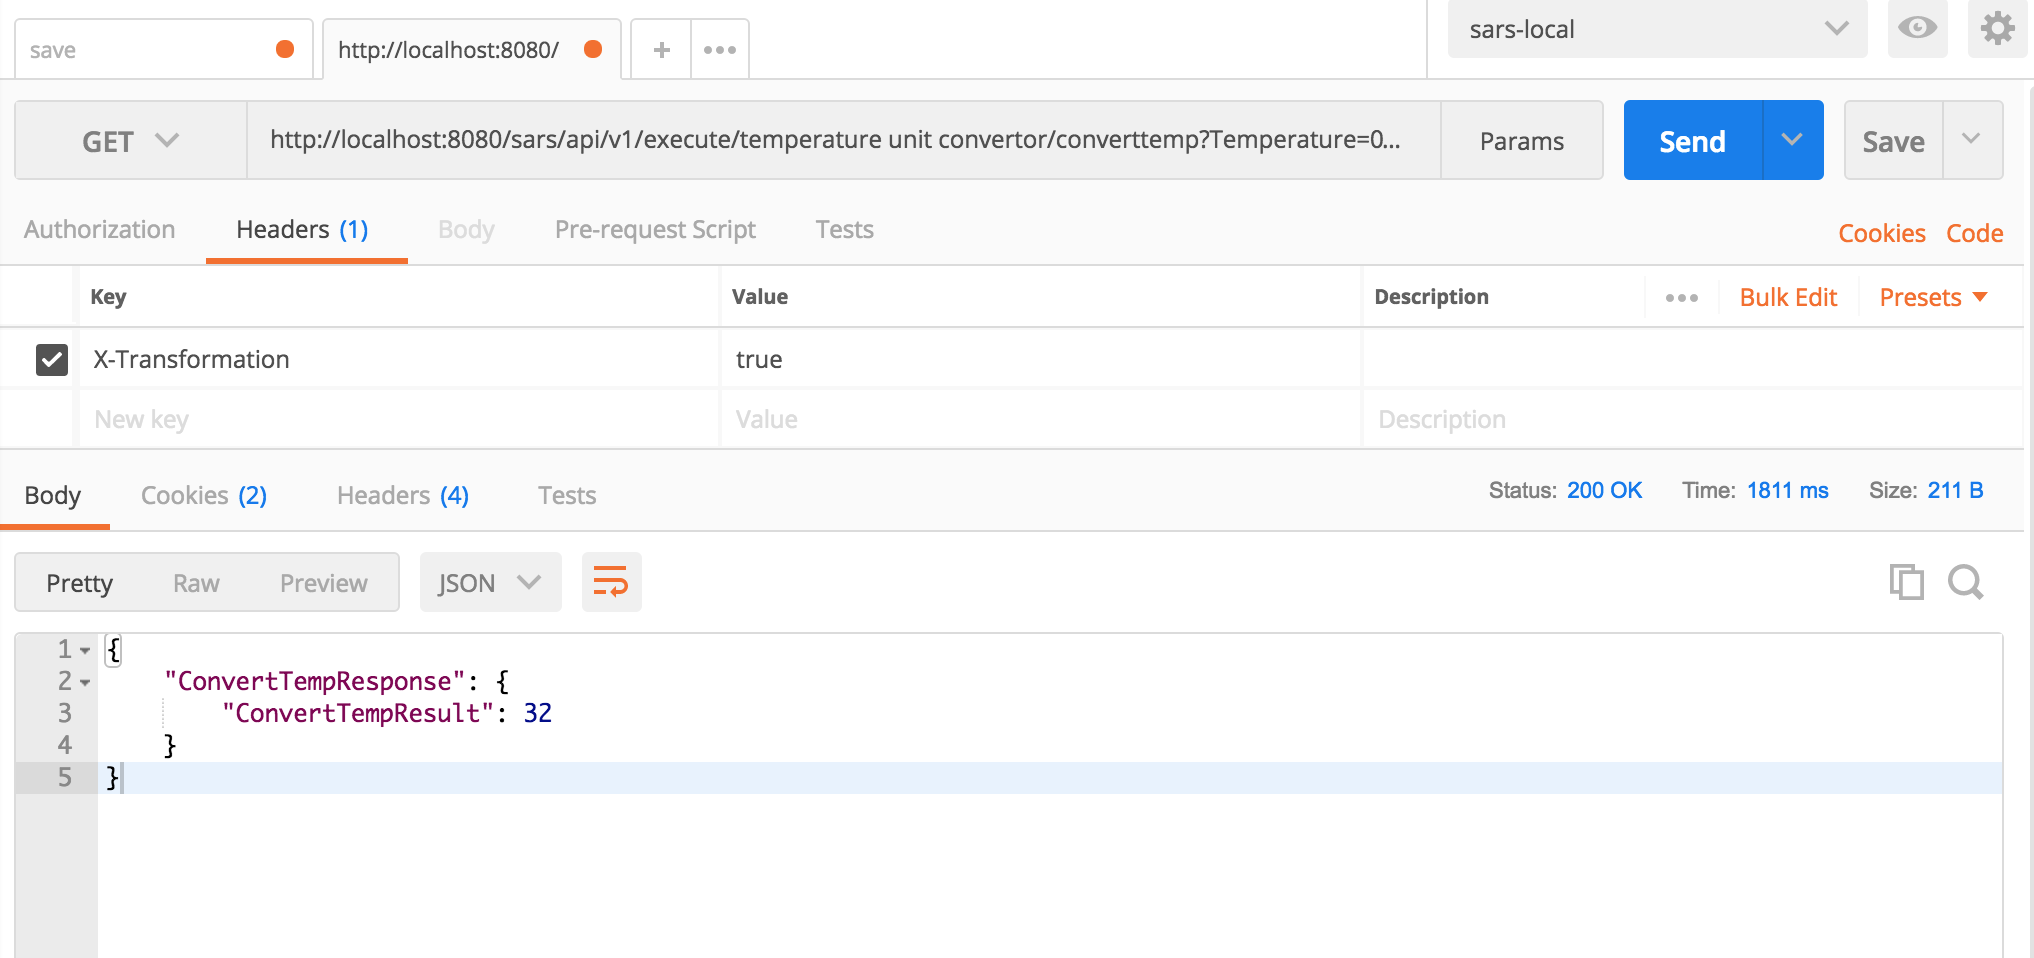 save
http://localhost:8080/
sars-local
GET
http://localhost:8080/sars/api/v1/execute/temperature unit convertor/converttemp?Temperature=0...
Params
Send
Save
Authorization Headers (1) Body Pre-request Script Tests
Cookies Code
Key Value Description Bulk Edit Presets
X-Transformation true
New key Value Description
Body Cookies (2) Headers (4) Tests Status: 200 OK Time: 1811 ms Size: 211 B
Pretty Raw Preview JSON
1 {
2 "ConvertTempResponse": {
3 "ConvertTempResult": 32
4 }
5 }